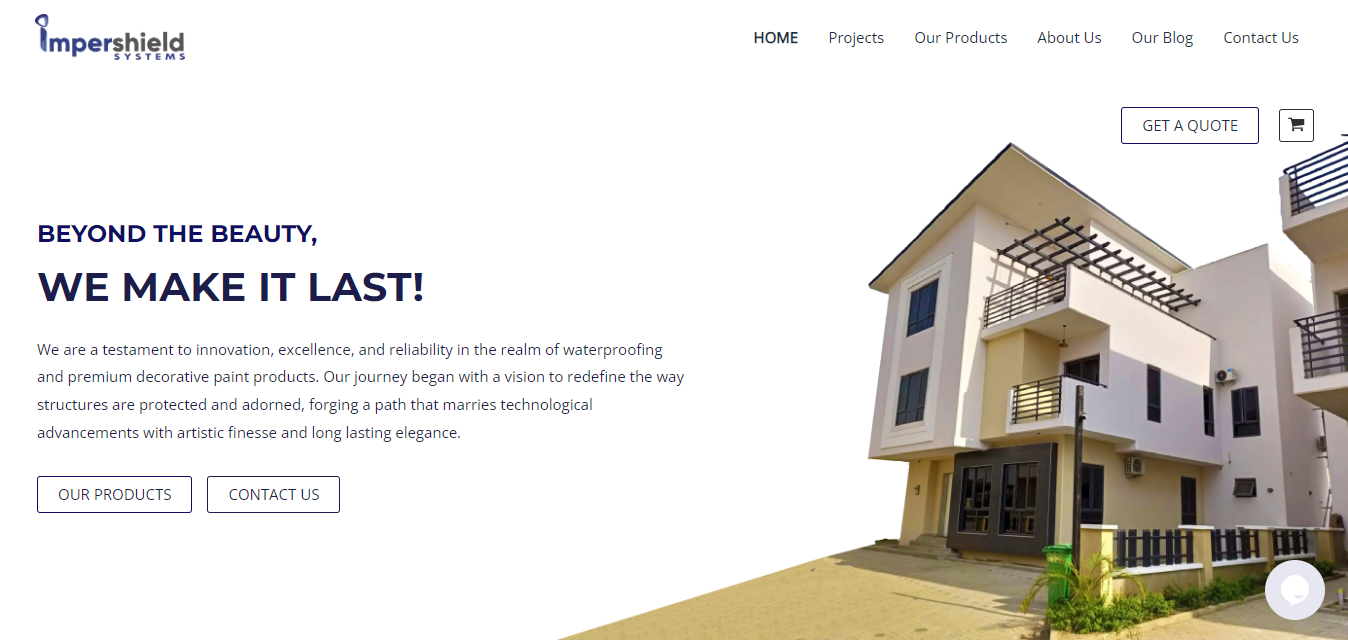 impershield
SYSTEMS
HOME
Projects
Our Products
About Us
Our Blog
Contact Us
GET A QUOTE
BEYOND THE BEAUTY,
WE MAKE IT LAST!
We are a testament to innovation, excellence, and reliability in the realm of waterproofing
and premium decorative paint products. Our journey began with a vision to redefine the way
structures are protected and adorned, forging a path that marries technological
advancements with artistic finesse and long lasting elegance.
OUR PRODUCTS
CONTACT US